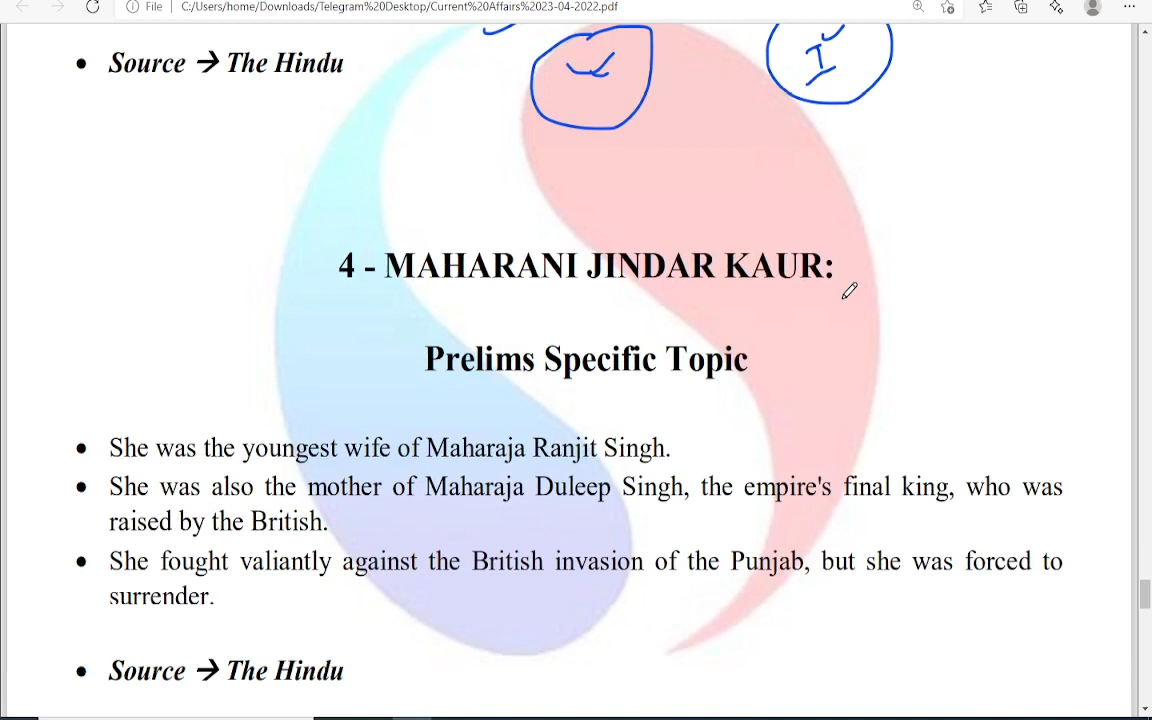 File C:/Users/home/Downloads/Telegram%20Desktop/Current%20Affairs%2023-04-2022.pdf
• Source → The Hindu
I
4 - MAHARANI JINDAR KAUR:
Prelims Specific Topic
• She was the youngest wife of Maharaja Ranjit Singh.
• She was also the mother of Maharaja Duleep Singh, the empire's final king, who was
raised by the British.
• She fought valiantly against the British invasion of the Punjab, but she was forced to
surrender.
• Source → The Hindu